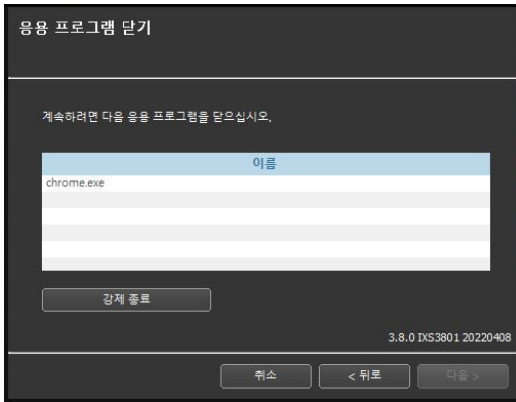 응용 프로그램 닫기
계속하려면 다음 응용 프로그램을 닫으십시오.
이름
chrome.exe
강제 종료
3.8.0 IXS3801 20220408
취소
< 뒤로
다음 >